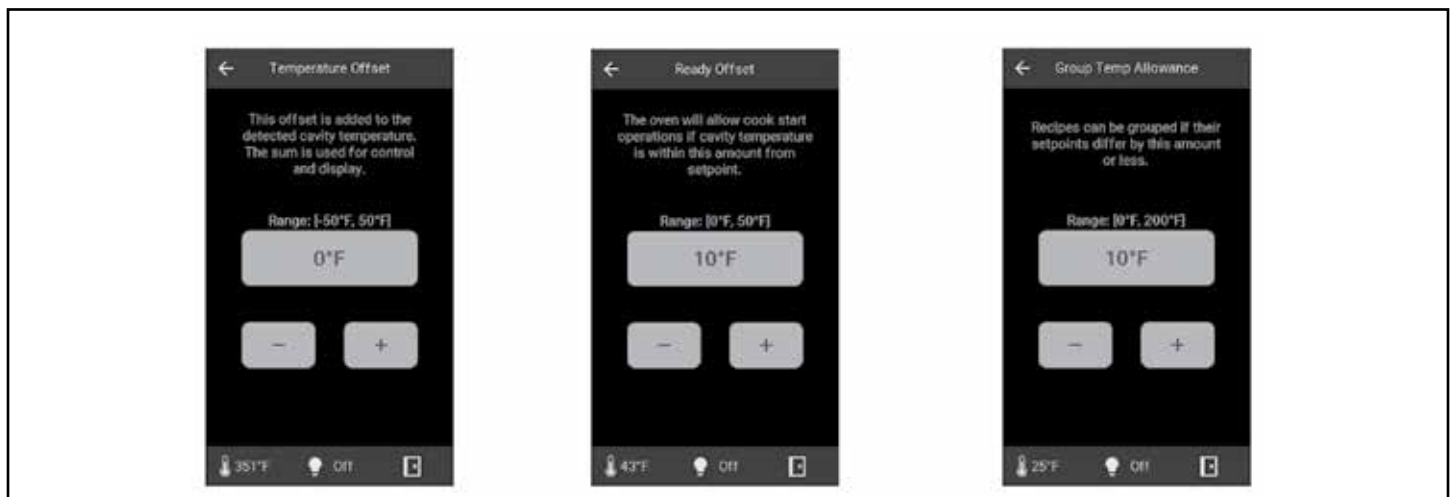 Temperature Offset
This offset is added to the
detected cavity temperature.
The sum is used for control
and display.
Range: [-50°F, 50°F]
0°F
−
+
351°F
Off
Ready Offset
The oven will allow cook start
operations if cavity temperature
is within this amount from
setpoint.
Range: [0°F, 50°F]
10°F
−
+
43°F
Off
Group Temp Allowance
Recipes can be grouped if their
setpoints differ by this amount
or less.
Range: [0°F, 200°F]
10°F
−
+
25°F
Off